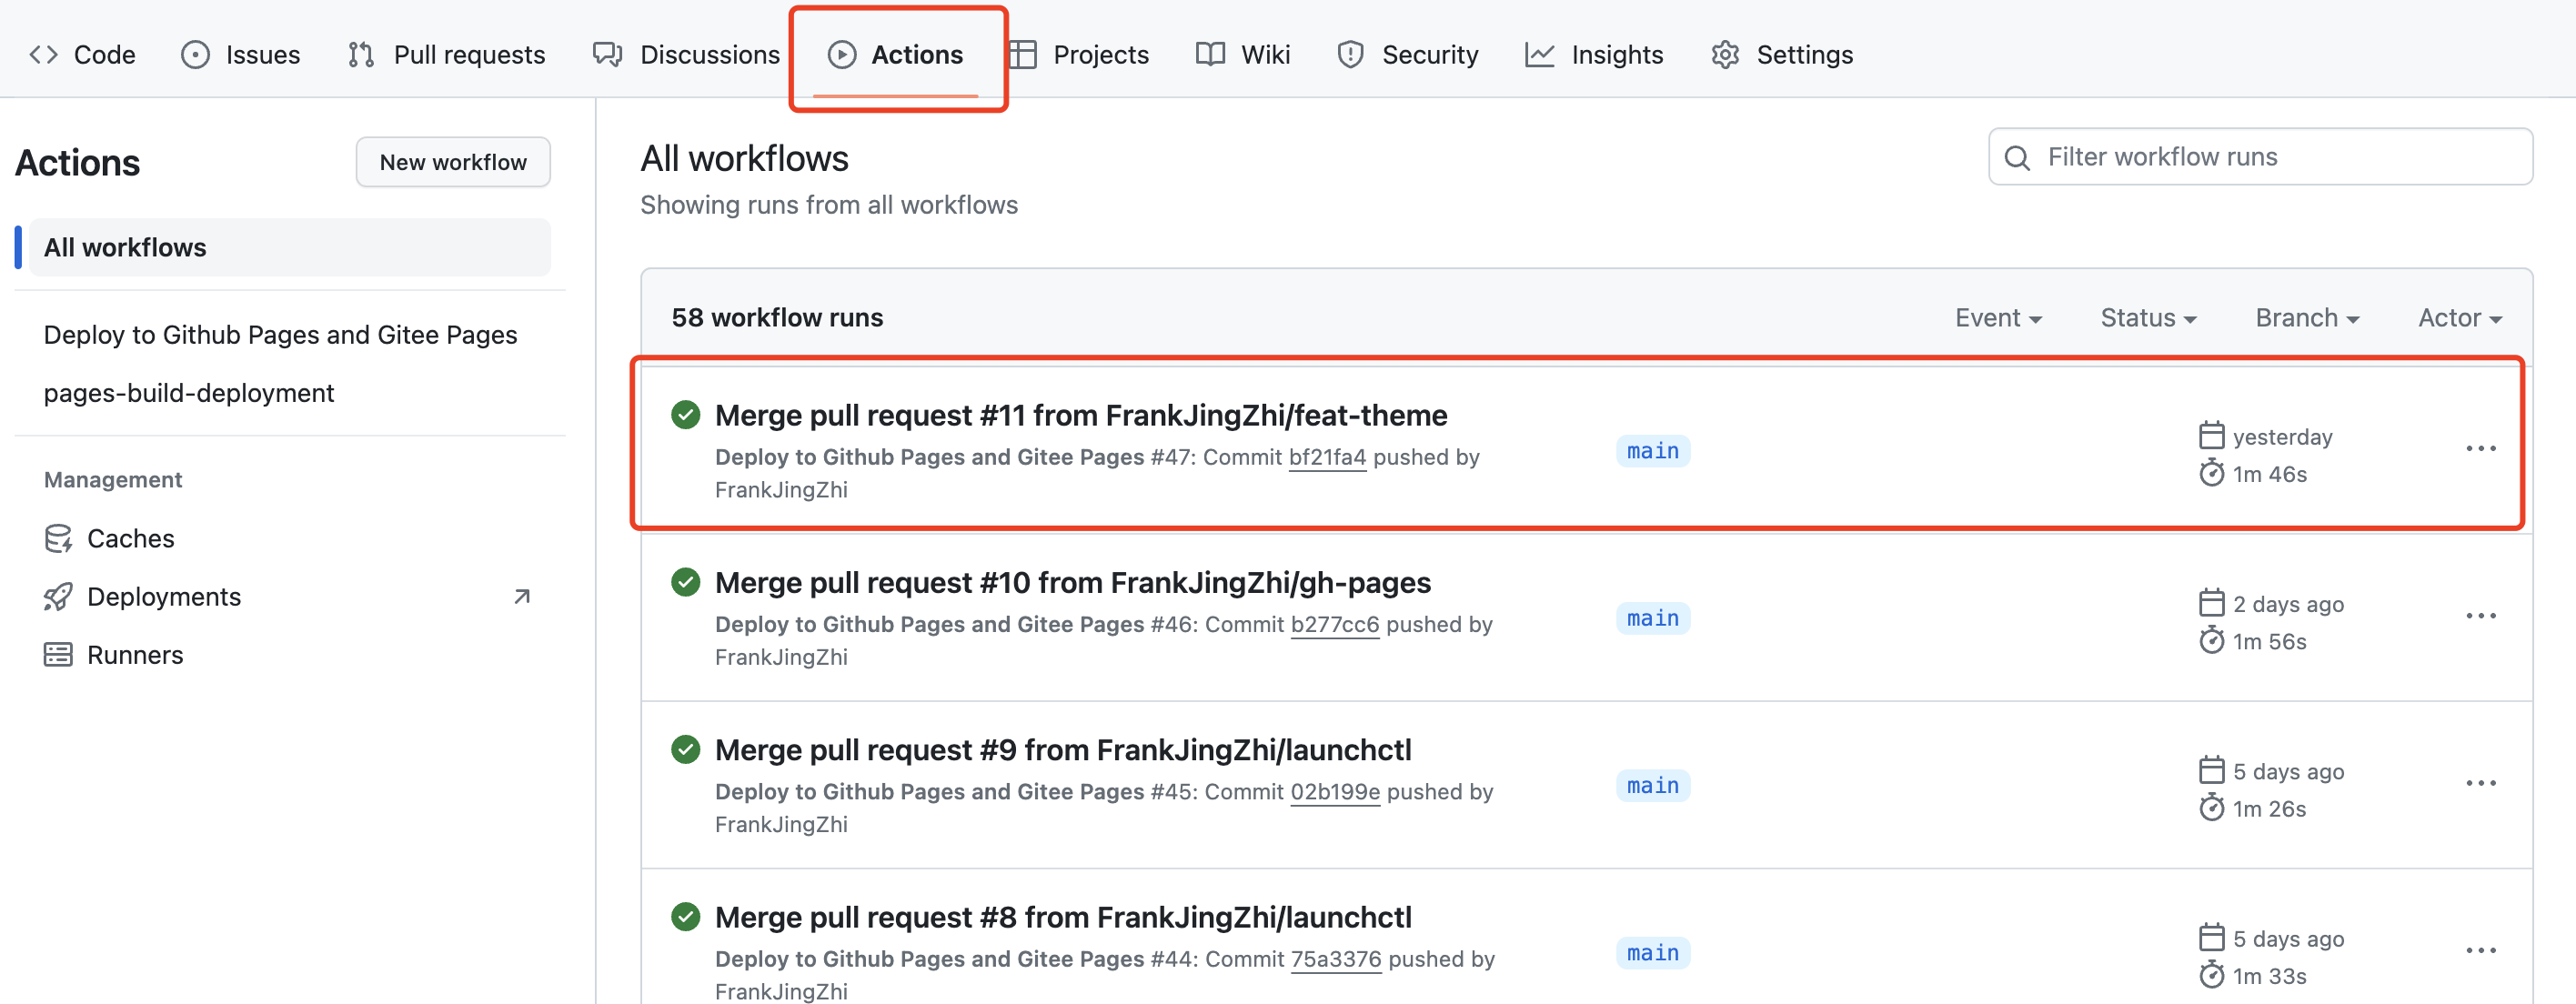 Code Issues Pull requests Discussions Actions Projects Wiki Security Insights Settings
Actions
New workflow
All workflows
Deploy to Github Pages and Gitee Pages
pages-build-deployment
Management
Caches
Deployments
Runners
All workflows
Showing runs from all workflows
Filter workflow runs
58 workflow runs
Event Status Branch Actor
Merge pull request #11 from FrankJingZhi/feat-theme
Deploy to Github Pages and Gitee Pages #47: Commit bf21fa4 pushed by
FrankJingZhi
main
yesterday
1m 46s
Merge pull request #10 from FrankJingZhi/gh-pages
Deploy to Github Pages and Gitee Pages #46: Commit b277cc6 pushed by
FrankJingZhi
main
2 days ago
1m 56s
Merge pull request #9 from FrankJingZhi/launchctl
Deploy to Github Pages and Gitee Pages #45: Commit 02b199e pushed by
FrankJingZhi
main
5 days ago
1m 26s
Merge pull request #8 from FrankJingZhi/launchctl
Deploy to Github Pages and Gitee Pages #44: Commit 75a3376 pushed by
FrankJingZhi
main
5 days ago
1m 33s